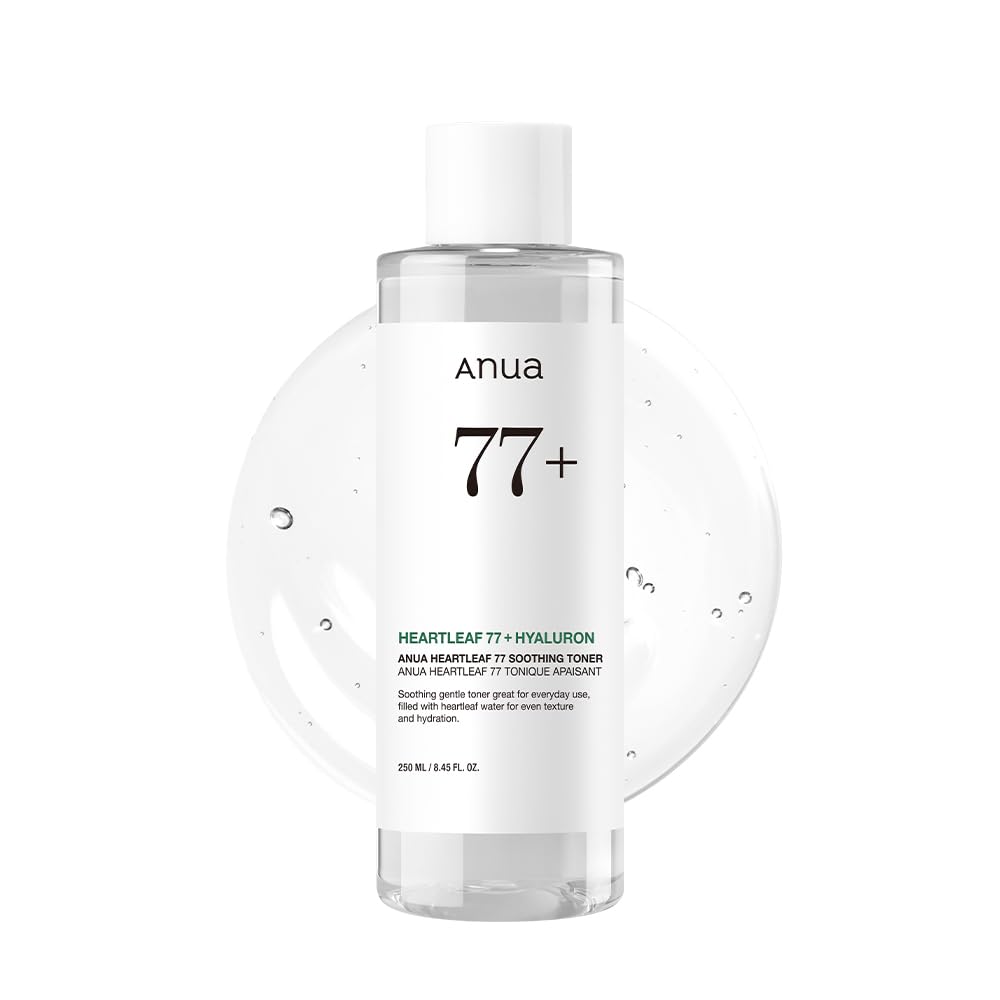 Anua
77+
HEARTLEAF 77 + HYALURON
ANUA HEARTLEAF 77 SOOTHING TONER
ANUA HEARTLEAF 77 TONIQUE APAISANT
Soothing gentle toner great for everyday use,
filled with heartleaf water for even texture
and hydration.
250 ML / 8.45 FL. OZ.